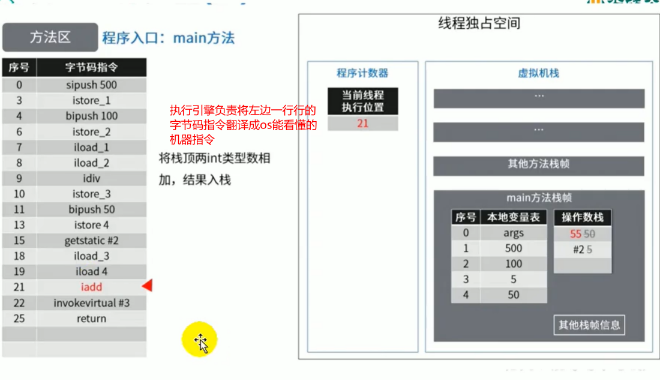 方法区 程序入口：main方法
序号 字节码指令
0 sipush 500
3 istore_1
4 bipush 100
6 istore_2
7 iload_1
8 iload_2
9 idiv
10 istore_3
11 bipush 50
13 istore 4
15 getstatic #2
18 iload_3
19 iload 4
21 iadd
22 invokevirtual #3
25 return
执行引擎负责将左边一行行的
字节码指令翻译成os能看懂的
机器指令
将栈顶两int类型数相
加，结果入栈
线程独占空间
程序计数器
当前线程
执行位置
21
虚拟机栈
...
...
其他方法栈帧
main方法栈帧
序号 本地变量表
0 args
1 500
2 100
3 5
4 50
操作数栈
55 50
#2 5
其他栈帧信息